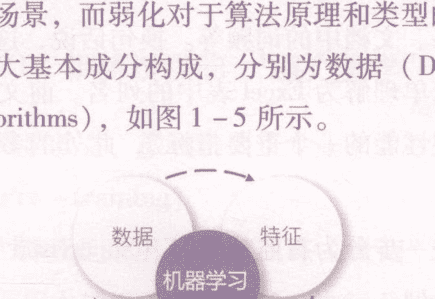 场景，而弱化对于算法原理和类型
大基本成分构成，分别为数据（D
orithms），如图 1-5 所示。
数据 特征
机器学习